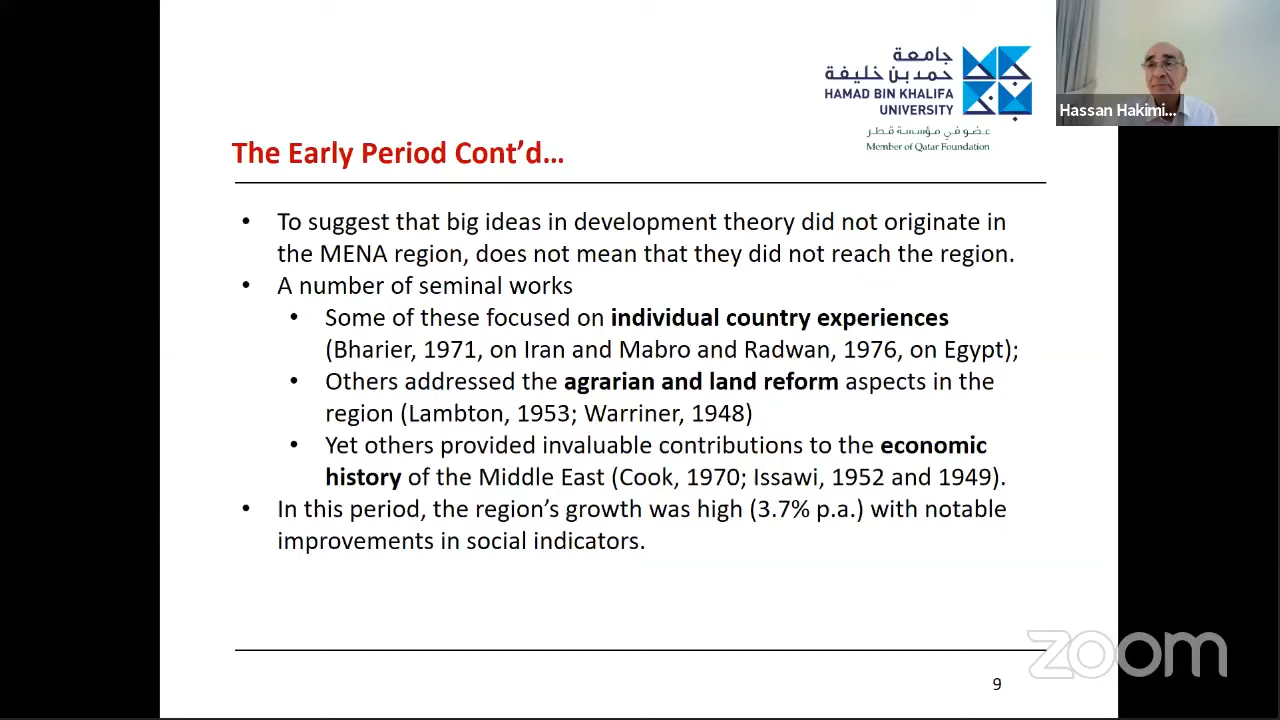 جامعة
حمد بن خليفة
HAMAD BIN KHALIFA
UNIVERSITY
عضو في مؤسسة قطر
Member of Qatar Foundation
Hassan Hakimi...
The Early Period Cont’d…
• To suggest that big ideas in development theory did not originate in
the MENA region, does not mean that they did not reach the region.
• A number of seminal works
• Some of these focused on individual country experiences
(Bharier, 1971, on Iran and Mabro and Radwan, 1976, on Egypt);
• Others addressed the agrarian and land reform aspects in the
region (Lambton, 1953; Warriner, 1948)
• Yet others provided invaluable contributions to the economic
history of the Middle East (Cook, 1970; Issawi, 1952 and 1949).
• In this period, the region’s growth was high (3.7% p.a.) with notable
improvements in social indicators.
zoom
9